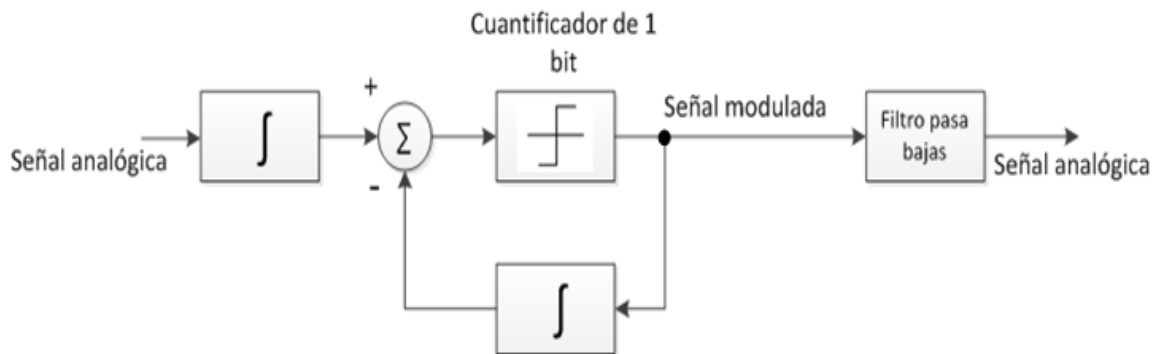 Cuantificador de 1
bit
+
Señal modulada
Señal analógica
∫
Σ
Filtro pasa
bajas
Señal analógica
-
∫